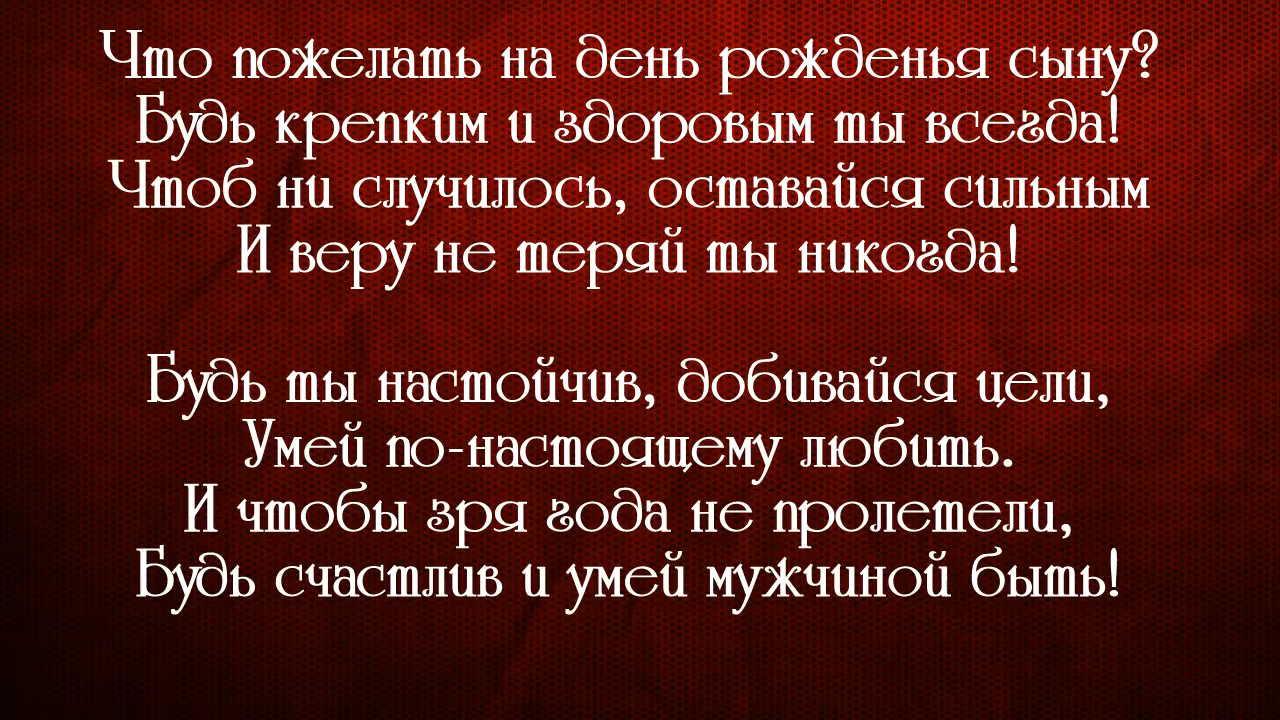 Что пожелать на день рожденья сыну?
Будь крепким и здоровым ты всегда!
Чтоб ни случилось, оставайся сильным
И веру не теряй ты никогда!
Будь ты настойчив, добивайся цели,
Умей по-настоящему любить.
И чтобы зря года не пролетели,
Будь счастлив и умей мужчиной быть!